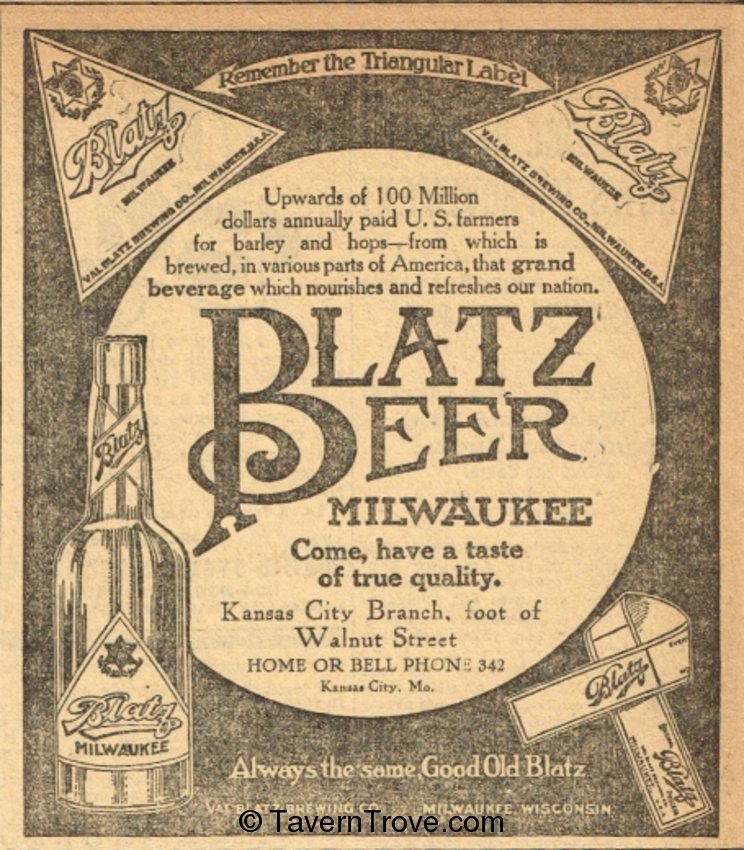 Remember the Triangular Label
Blatz
MILWAUKEE
VAL BLATZ BREWING CO., MILWAUKEE, U.S.A.
Blatz
MILWAUKEE
VAL BLATZ BREWING CO., MILWAUKEE, U.S.A.
Upwards of 100 Million
dollars annually paid U. S. farmers
for barley and hops—from which is
brewed, in various parts of America, that grand
beverage which nourishes and refreshes our nation.
BLATZ
BEER
MILWAUKEE
Come, have a taste
of true quality.
Kansas City Branch, foot of
Walnut Street
HOME OR BELL PHONE 342
Kansas City, Mo.
Blatz
Blatz
MILWAUKEE
Blatz
Blatz
Always the same, Good Old Blatz
VAL BLATZ BREWING CO. MILWAUKEE WISCONSIN
© TavernTrove.com